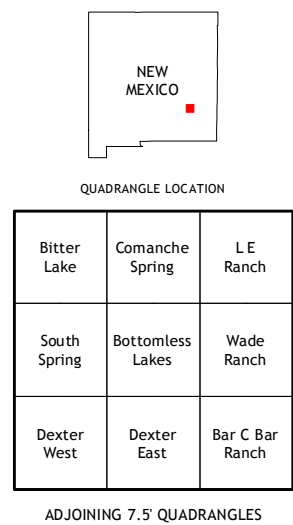 NEW
MEXICO
QUADRANGLE LOCATION
Bitter
Lake
Comanche
Spring
L E
Ranch
South
Spring
Bottomless
Lakes
Wade
Ranch
Dexter
West
Dexter
East
Bar C Bar
Ranch
ADJOINING 7.5' QUADRANGLES